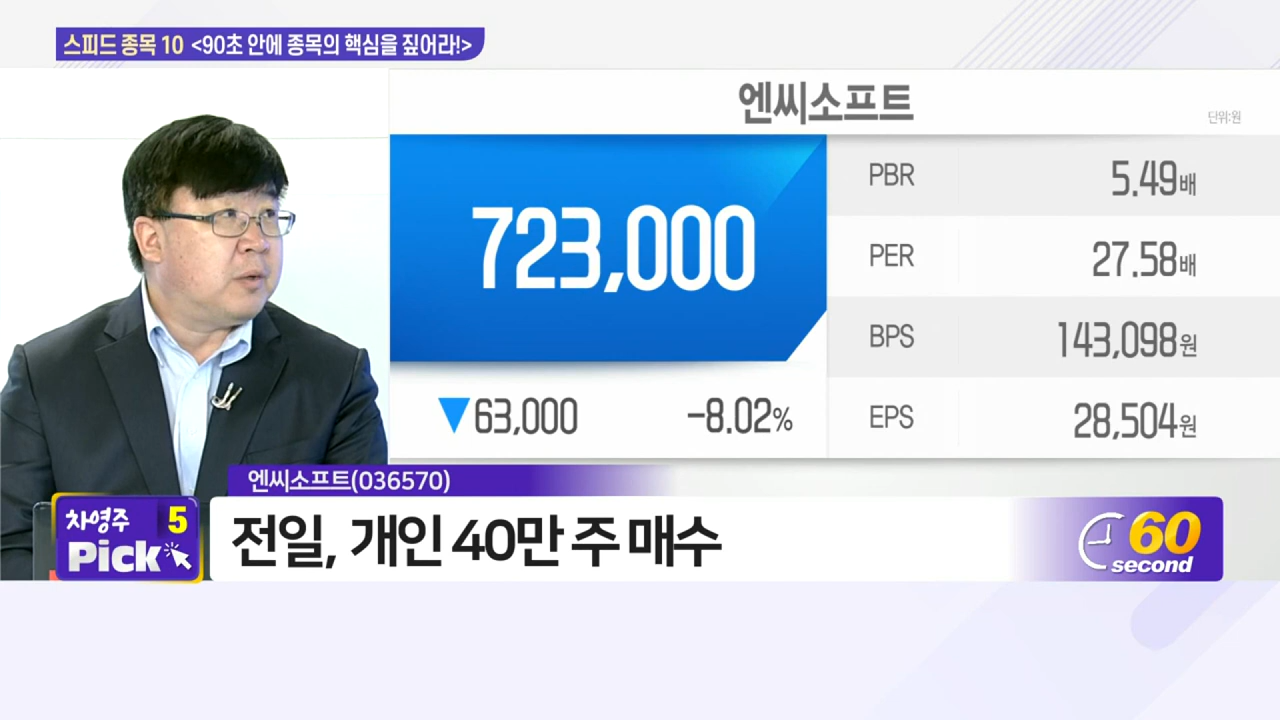 스피드 종목 10 <90초 안에 종목의 핵심을 짚어라!>
엔씨소프트
단위:원
723,000
▼63,000 -8.02%
PBR 5.49배
PER 27.58배
BPS 143,098원
EPS 28,504원
엔씨소프트(036570)
차영주 5
Pick
전일, 개인 40만 주 매수
60
second